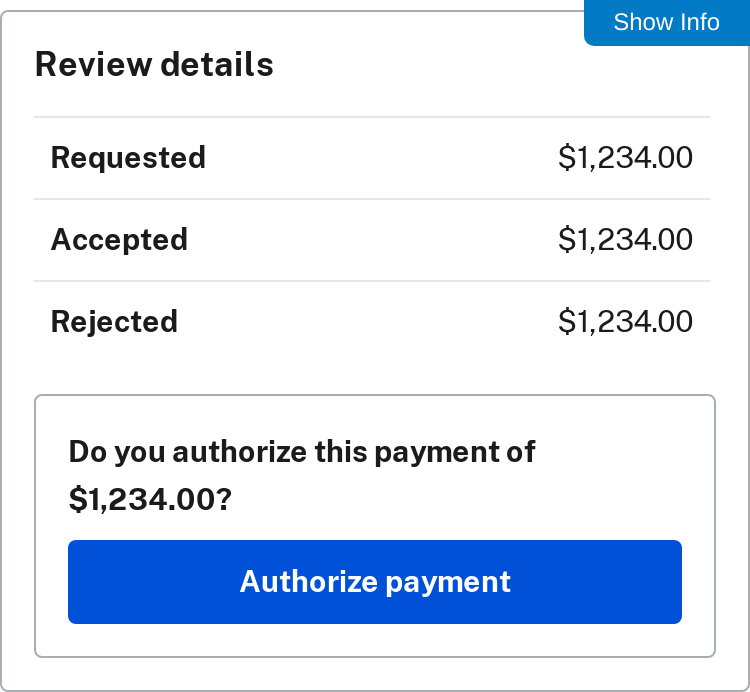 Show Info
Review details
Requested $1,234.00
Accepted $1,234.00
Rejected $1,234.00
Do you authorize this payment of
$1,234.00?
Authorize payment